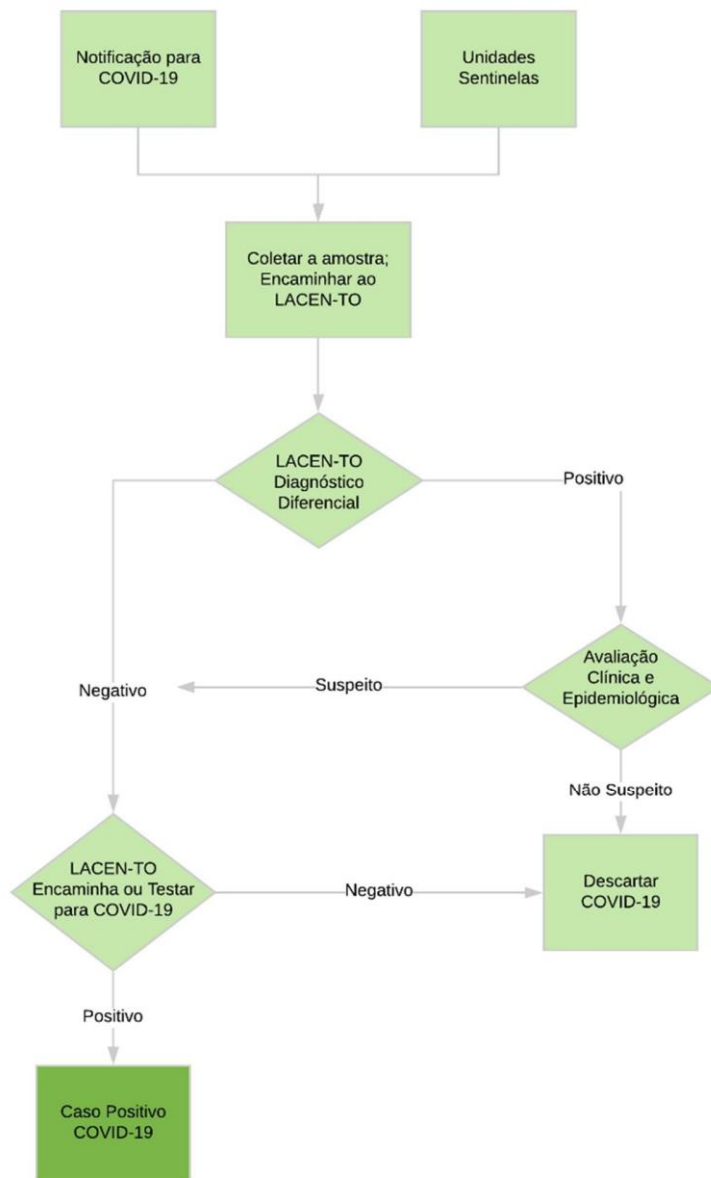 Notificação para
COVID-19
Unidades
Sentinelas
Coletar a amostra;
Encaminhar ao
LACEN-TO
LACEN-TO
Diagnóstico
Diferencial
Positivo
Avaliação
Clínica e
Epidemiológica
Suspeito
Negativo
Não Suspeito
LACEN-TO
Encaminha ou Testar
para COVID-19
Negativo
Descartar
COVID-19
Positivo
Caso Positivo
COVID-19